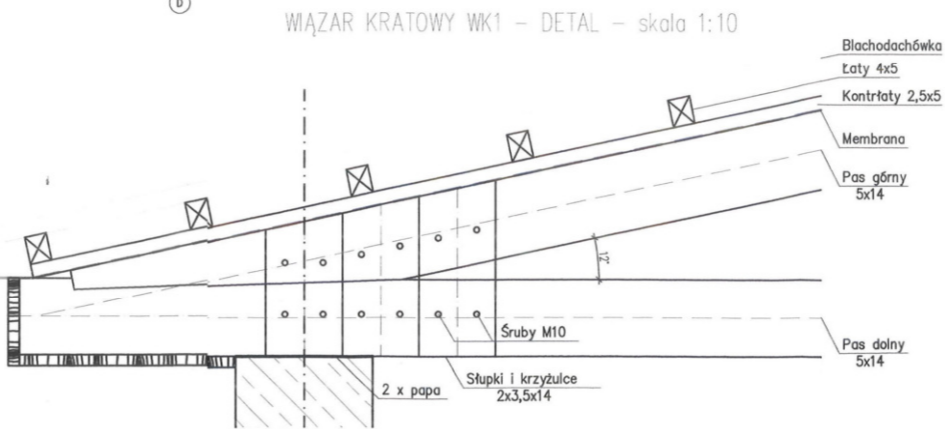 D
WIĄZAR KRATOWY WK1 – DETAL – skala 1:10
Blachodachówka
Łaty 4x5
Kontrłaty 2,5x5
Membrana
Pas górny
5x14
12°
Śruby M10
Pas dolny
5x14
2 x papa
Słupki i krzyżulce
2x3,5x14